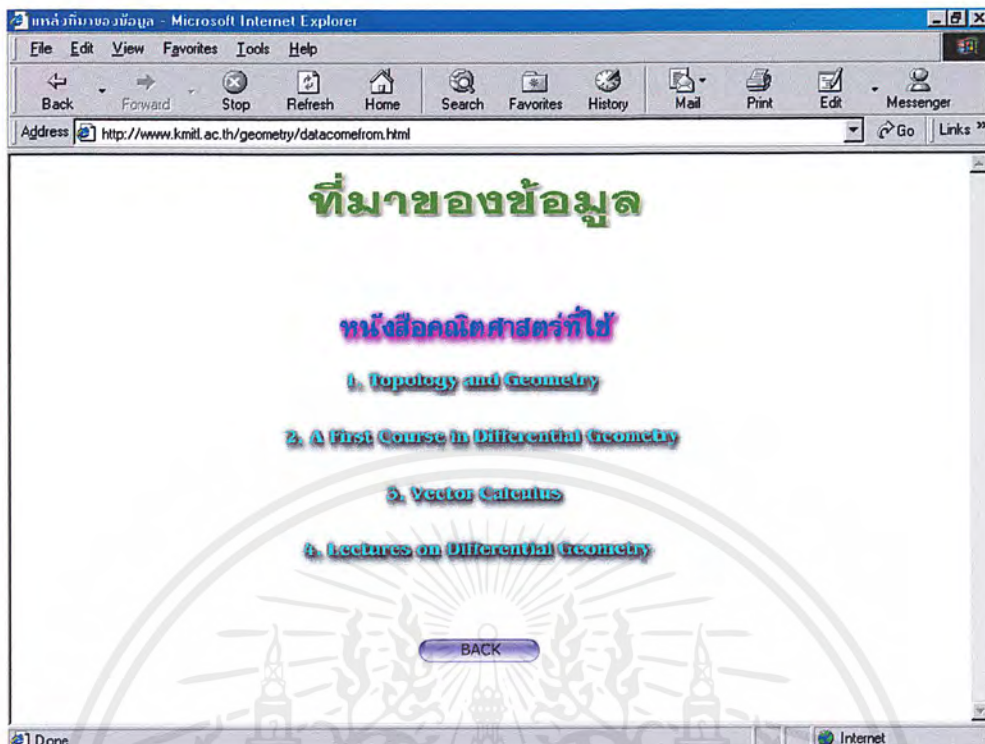 แหล่งที่มาของข้อมูล - Microsoft Internet Explorer
File Edit View Favorites Tools Help
Back Forward Stop Refresh Home Search Favorites History Mail Print Edit Messenger
Address http://www.kmitl.ac.th/geometry/datacomefrom.html Go Links »
ที่มาของข้อมูล
หนังสือคณิตศาสตร์ที่ใช้
1. Topology and Geometry
2. A First Course in Differential Geometry
3. Vector Calculus
4. Lectures on Differential Geometry
BACK
Done Internet